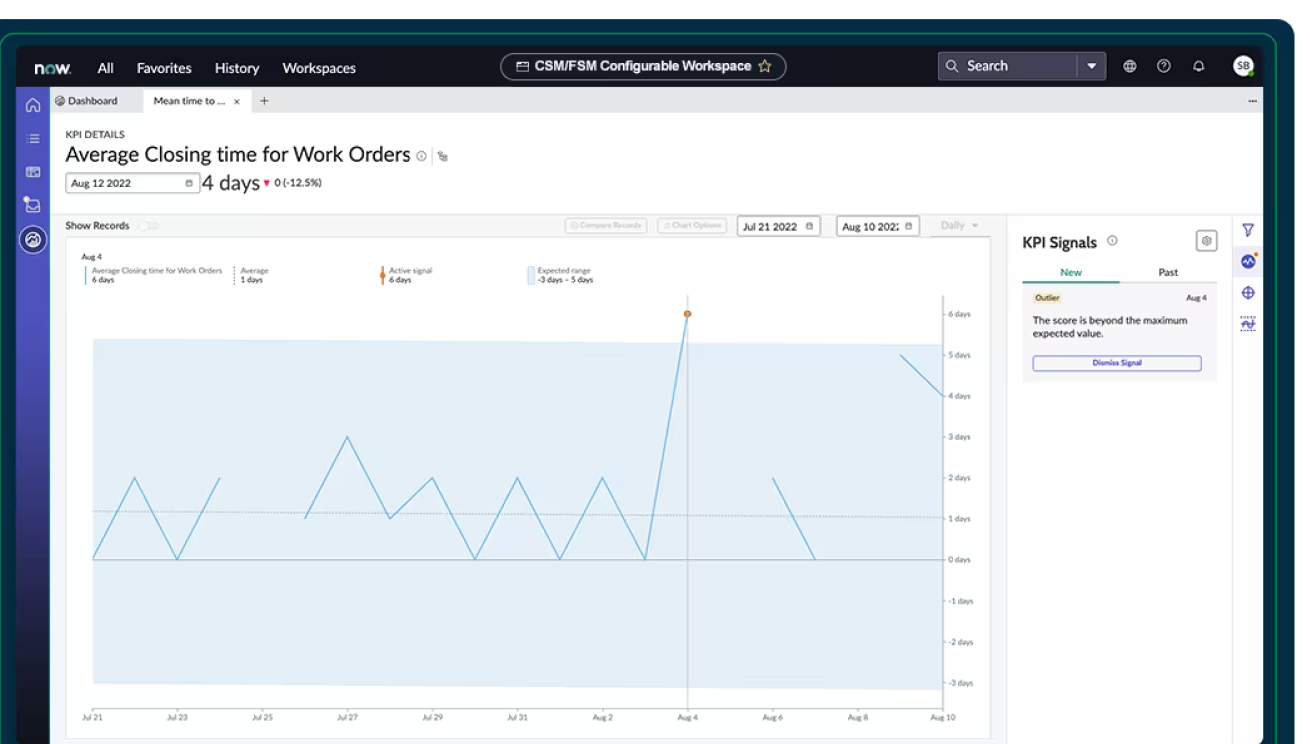 now. All Favorites History Workspaces CSM/FSM Configurable Workspace Search SB
Dashboard Mean time to ... × +
KPI DETAILS
Average Closing time for Work Orders
Aug 12 2022 4 days ▼ 0 (-12.5%)
Show Records Compare Records Chart Options Jul 21 2022 Aug 10 202 Daily
Aug 4
Average Closing time for Work Orders
6 days
Average
1 days
Active signal
6 days
Expected range
-3 days - 5 days
6 days
5 days
4 days
3 days
2 days
1 days
0 days
-1 days
-2 days
-3 days
Jul 21 Jul 23 Jul 25 Jul 27 Jul 29 Jul 31 Aug 2 Aug 4 Aug 6 Aug 8 Aug 10
KPI Signals
New Past
Outlier Aug 4
The score is beyond the maximum
expected value.
Dismiss Signal